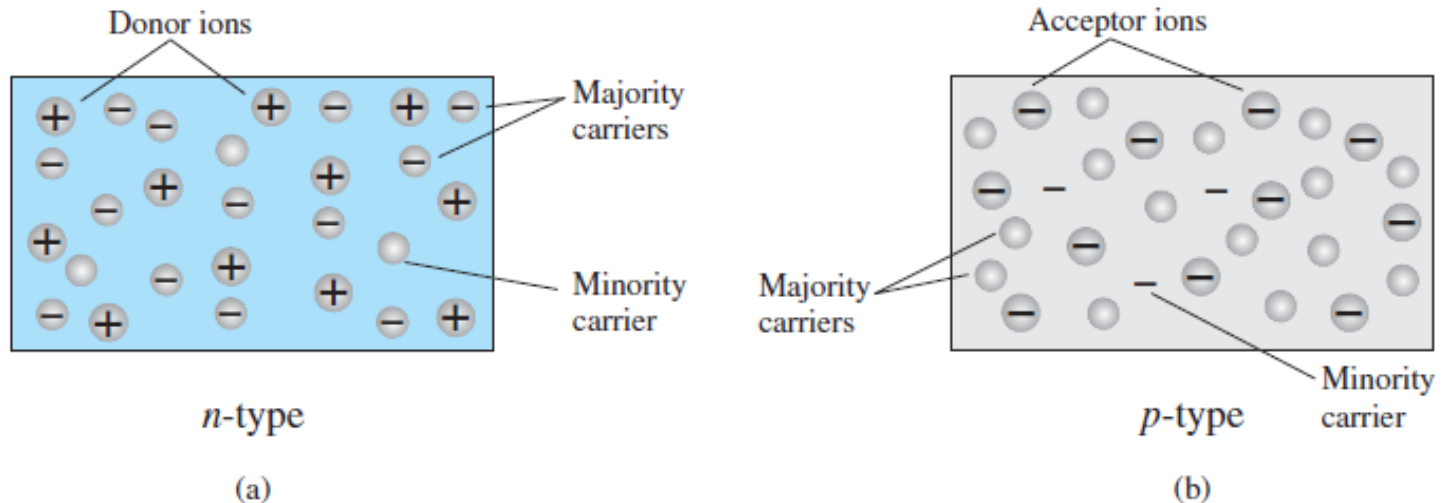 Donor ions
Majority
carriers
Minority
carrier
n-type
(a)
Acceptor ions
Majority
carriers
Minority
carrier
p-type
(b)